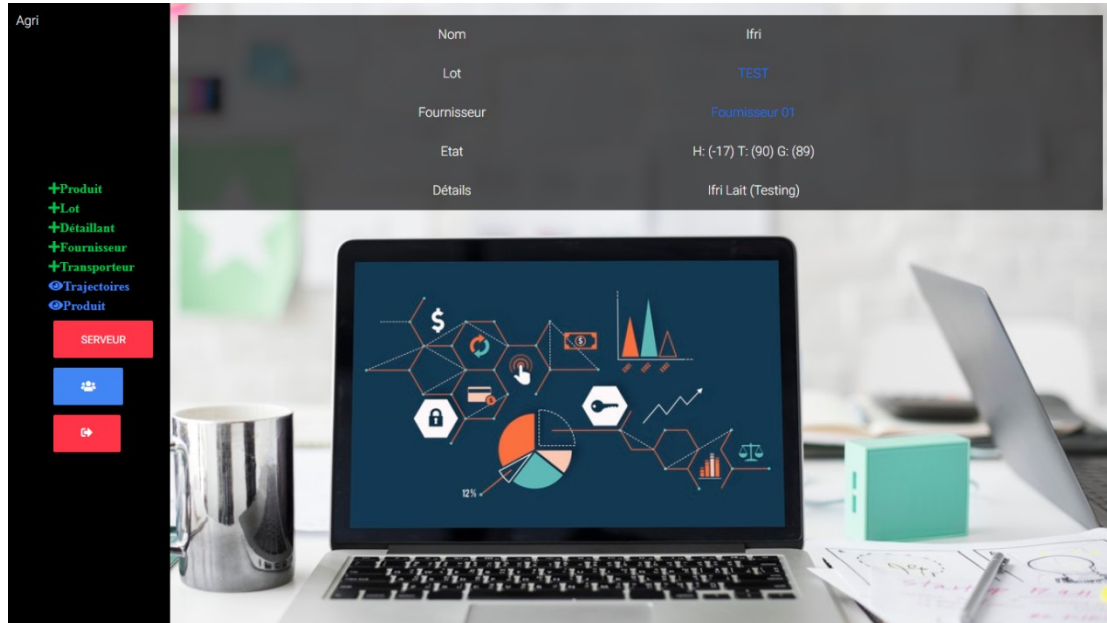 Agri
Nom Ifri
Lot TEST
Fournisseur Fournisseur 01
Etat H: (-17) T: (90) G: (89)
Détails Ifri Lait (Testing)
Produit
Lot
Détaillant
Fournisseur
Transporteur
Trajectoires
Produit
SERVEUR
$
$
12%